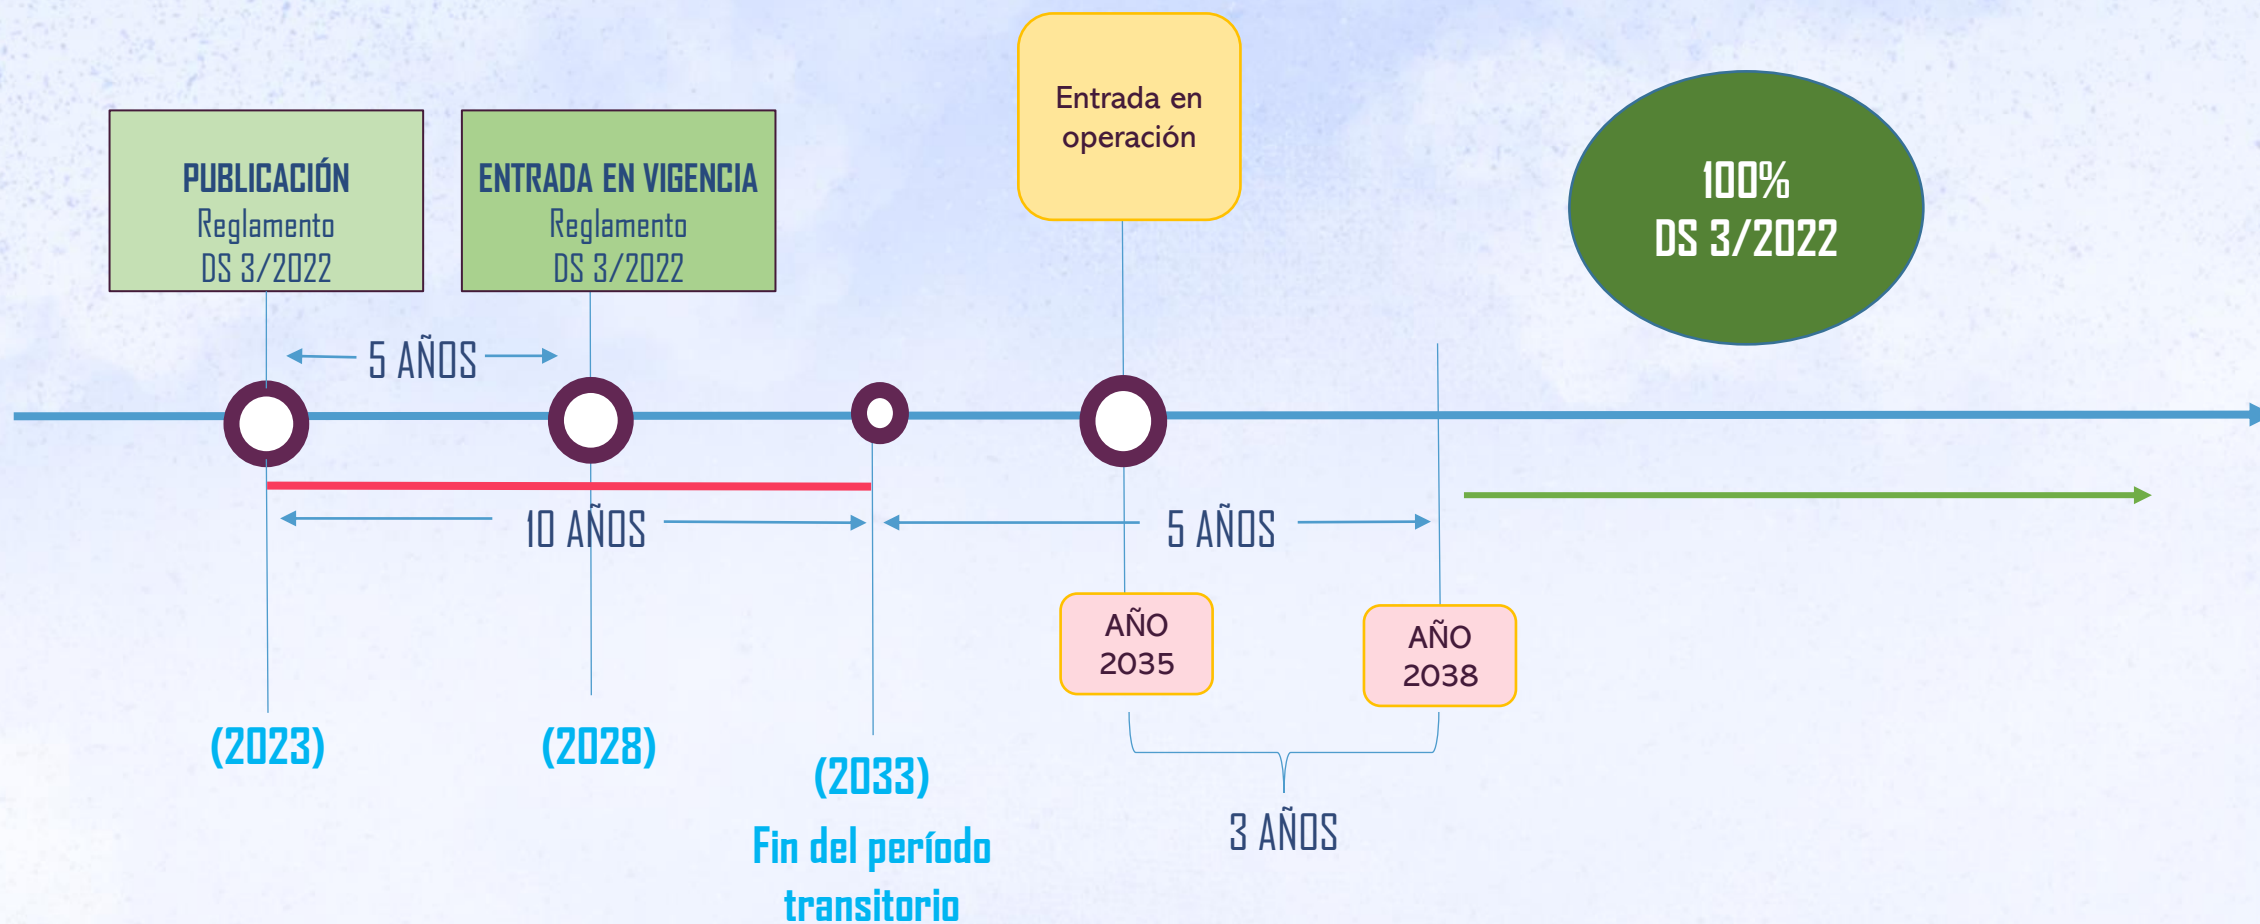 PUBLICACIÓN
Reglamento
DS 3/2022
ENTRADA EN VIGENCIA
Reglamento
DS 3/2022
Entrada en
operación
100%
DS 3/2022
5 AÑOS
10 AÑOS
5 AÑOS
AÑO
2035
AÑO
2038
(2023)
(2028)
(2033)
Fin del período
transitorio
3 AÑOS